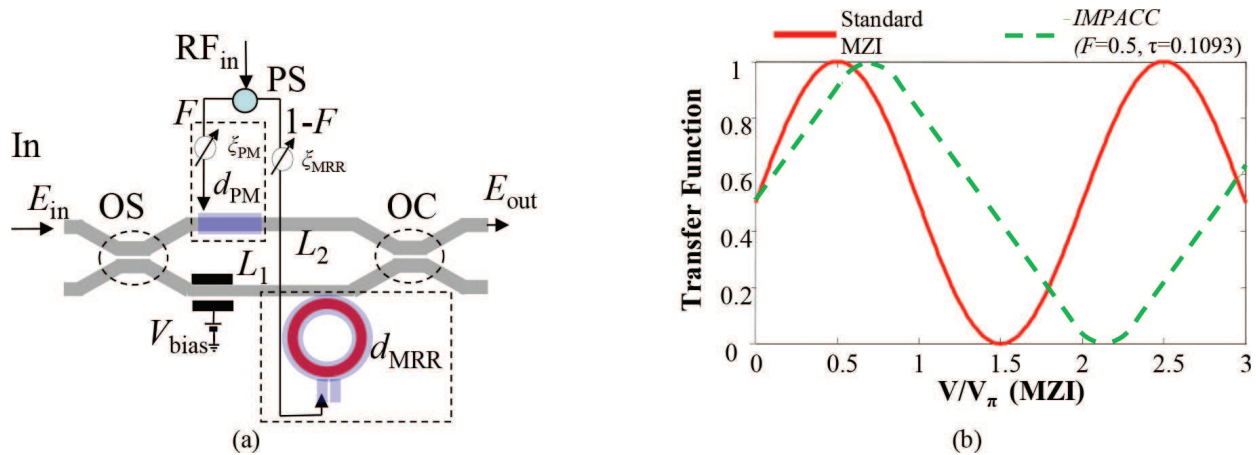 RF_in
PS
F
1-F
ξ_PM
ξ_MRR
In
d_PM
E_in
OS
OC
E_out
L_1
L_2
V_bias
d_MRR
(a)
Standard
MZI
-IMPACC
(F=0.5, τ=0.1093)
Transfer Function
1
0.8
0.6
0.4
0.2
0
0
0.5
1
1.5
2
2.5
3
V/V_π (MZI)
(b)